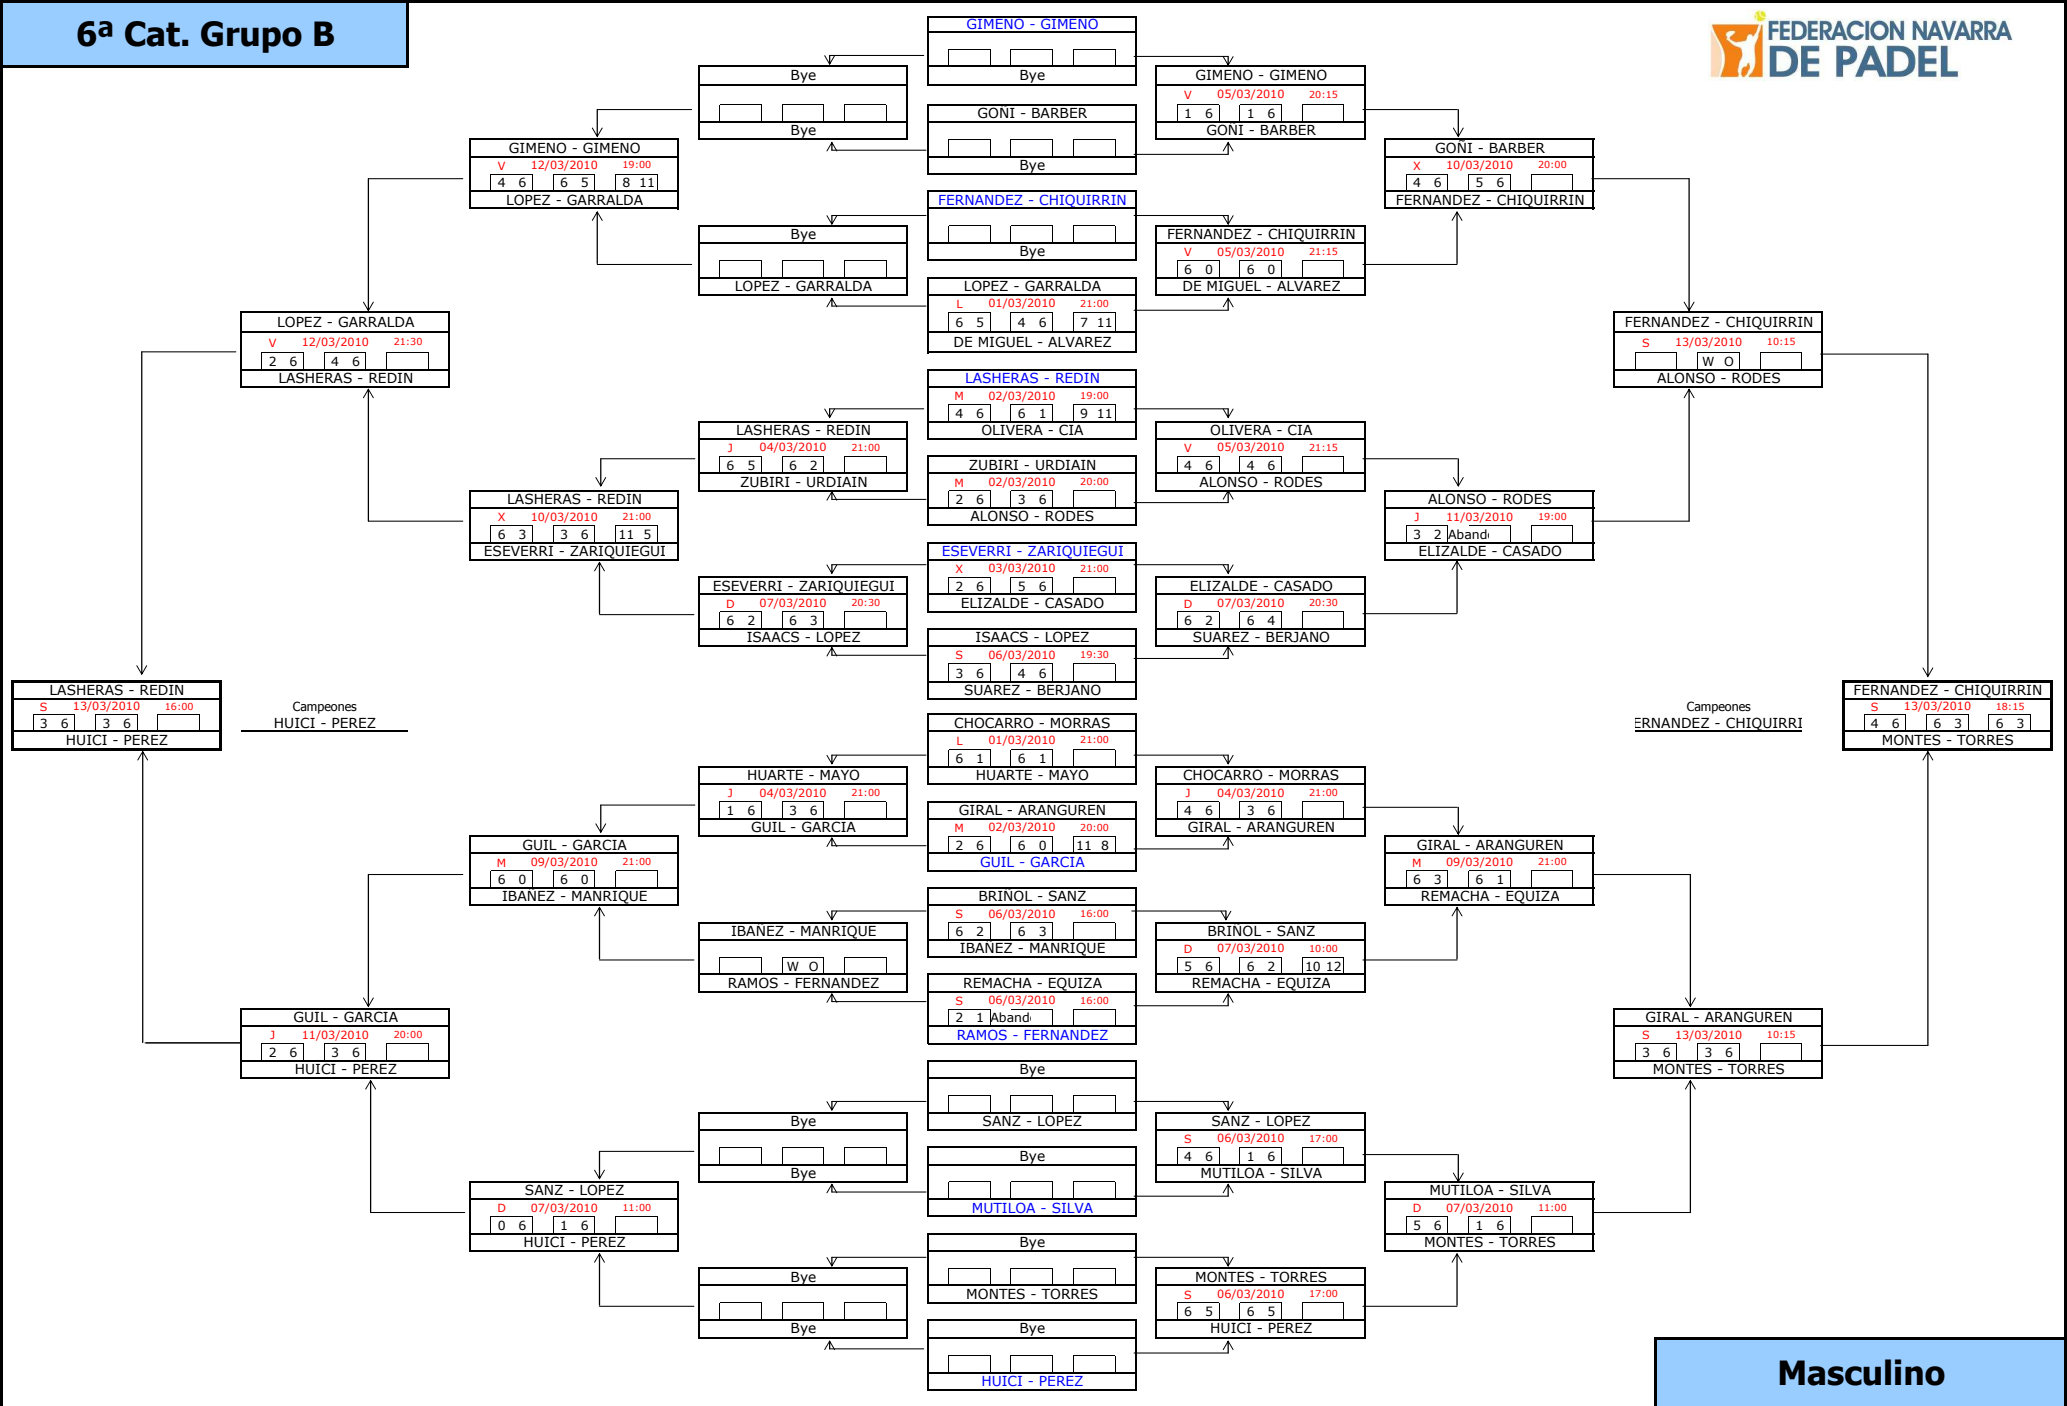 6ª Cat. Grupo B
FEDERACION NAVARRA
DE PADEL
GIMENO - GIMENO
Bye
GOÑI - BARBER
Bye
FERNANDEZ - CHIQUIRRIN
Bye
LOPEZ - GARRALDA
L 01/03/2010 21:00
6 5 4 6 7 11
DE MIGUEL - ALVAREZ
LASHERAS - REDIN
M 02/03/2010 19:00
4 6 6 1 9 11
OLIVERA - CIA
ZUBIRI - URDIAIN
M 02/03/2010 20:00
2 6 3 6
ALONSO - RODES
ESEVERRI - ZARIQUIEGUI
X 03/03/2010 21:00
2 6 5 6
ELIZALDE - CASADO
ISAACS - LOPEZ
S 06/03/2010 19:30
3 6 4 6
SUAREZ - BERJANO
CHOCARRO - MORRAS
L 01/03/2010 21:00
6 1 6 1
HUARTE - MAYO
GIRAL - ARANGUREN
M 02/03/2010 20:00
2 6 6 0 11 8
GUIL - GARCIA
BRIÑOL - SANZ
S 06/03/2010 16:00
6 2 6 3
IBAÑEZ - MANRIQUE
REMACHA - EQUIZA
S 06/03/2010 16:00
2 1 Aband
RAMOS - FERNANDEZ
Bye
SANZ - LOPEZ
Bye
MUTILOA - SILVA
Bye
MONTES - TORRES
Bye
HUICI - PEREZ
Bye
Bye
Bye
LOPEZ - GARRALDA
LASHERAS - REDIN
J 04/03/2010 21:00
6 5 6 2
ZUBIRI - URDIAIN
ESEVERRI - ZARIQUIEGUI
D 07/03/2010 20:30
6 2 6 3
ISAACS - LOPEZ
HUARTE - MAYO
J 04/03/2010 21:00
1 6 3 6
GUIL - GARCIA
IBAÑEZ - MANRIQUE
W O
RAMOS - FERNANDEZ
Bye
Bye
Bye
Bye
GIMENO - GIMENO
V 12/03/2010 19:00
4 6 6 5 8 11
LOPEZ - GARRALDA
LASHERAS - REDIN
X 10/03/2010 21:00
6 3 3 6 11 5
ESEVERRI - ZARIQUIEGUI
GUIL - GARCIA
M 09/03/2010 21:00
6 0 6 0
IBAÑEZ - MANRIQUE
SANZ - LOPEZ
D 07/03/2010 11:00
0 6 1 6
HUICI - PEREZ
LOPEZ - GARRALDA
V 12/03/2010 21:30
2 6 4 6
LASHERAS - REDIN
GUIL - GARCIA
J 11/03/2010 20:00
2 6 3 6
HUICI - PEREZ
LASHERAS - REDIN
S 13/03/2010 16:00
3 6 3 6
HUICI - PEREZ
Campeones
HUICI - PEREZ
GIMENO - GIMENO
V 05/03/2010 20:15
1 6 1 6
GOÑI - BARBER
FERNANDEZ - CHIQUIRRIN
V 05/03/2010 21:15
6 0 6 0
DE MIGUEL - ALVAREZ
OLIVERA - CIA
V 05/03/2010 21:15
4 6 4 6
ALONSO - RODES
ELIZALDE - CASADO
D 07/03/2010 20:30
6 2 6 4
SUAREZ - BERJANO
CHOCARRO - MORRAS
J 04/03/2010 21:00
4 6 3 6
GIRAL - ARANGUREN
BRIÑOL - SANZ
D 07/03/2010 10:00
5 6 6 2 10 12
REMACHA - EQUIZA
SANZ - LOPEZ
S 06/03/2010 17:00
4 6 1 6
MUTILOA - SILVA
MONTES - TORRES
S 06/03/2010 17:00
6 5 6 5
HUICI - PEREZ
GOÑI - BARBER
X 10/03/2010 20:00
4 6 5 6
FERNANDEZ - CHIQUIRRIN
ALONSO - RODES
J 11/03/2010 19:00
3 2 Aband
ELIZALDE - CASADO
GIRAL - ARANGUREN
M 09/03/2010 21:00
6 3 6 1
REMACHA - EQUIZA
MUTILOA - SILVA
D 07/03/2010 11:00
5 6 1 6
MONTES - TORRES
FERNANDEZ - CHIQUIRRIN
S 13/03/2010 10:15
W O
ALONSO - RODES
GIRAL - ARANGUREN
S 13/03/2010 10:15
3 6 3 6
MONTES - TORRES
Campeones
ERNANDEZ - CHIQUIRRI
FERNANDEZ - CHIQUIRRIN
S 13/03/2010 18:15
4 6 6 3 6 3
MONTES - TORRES
Masculino